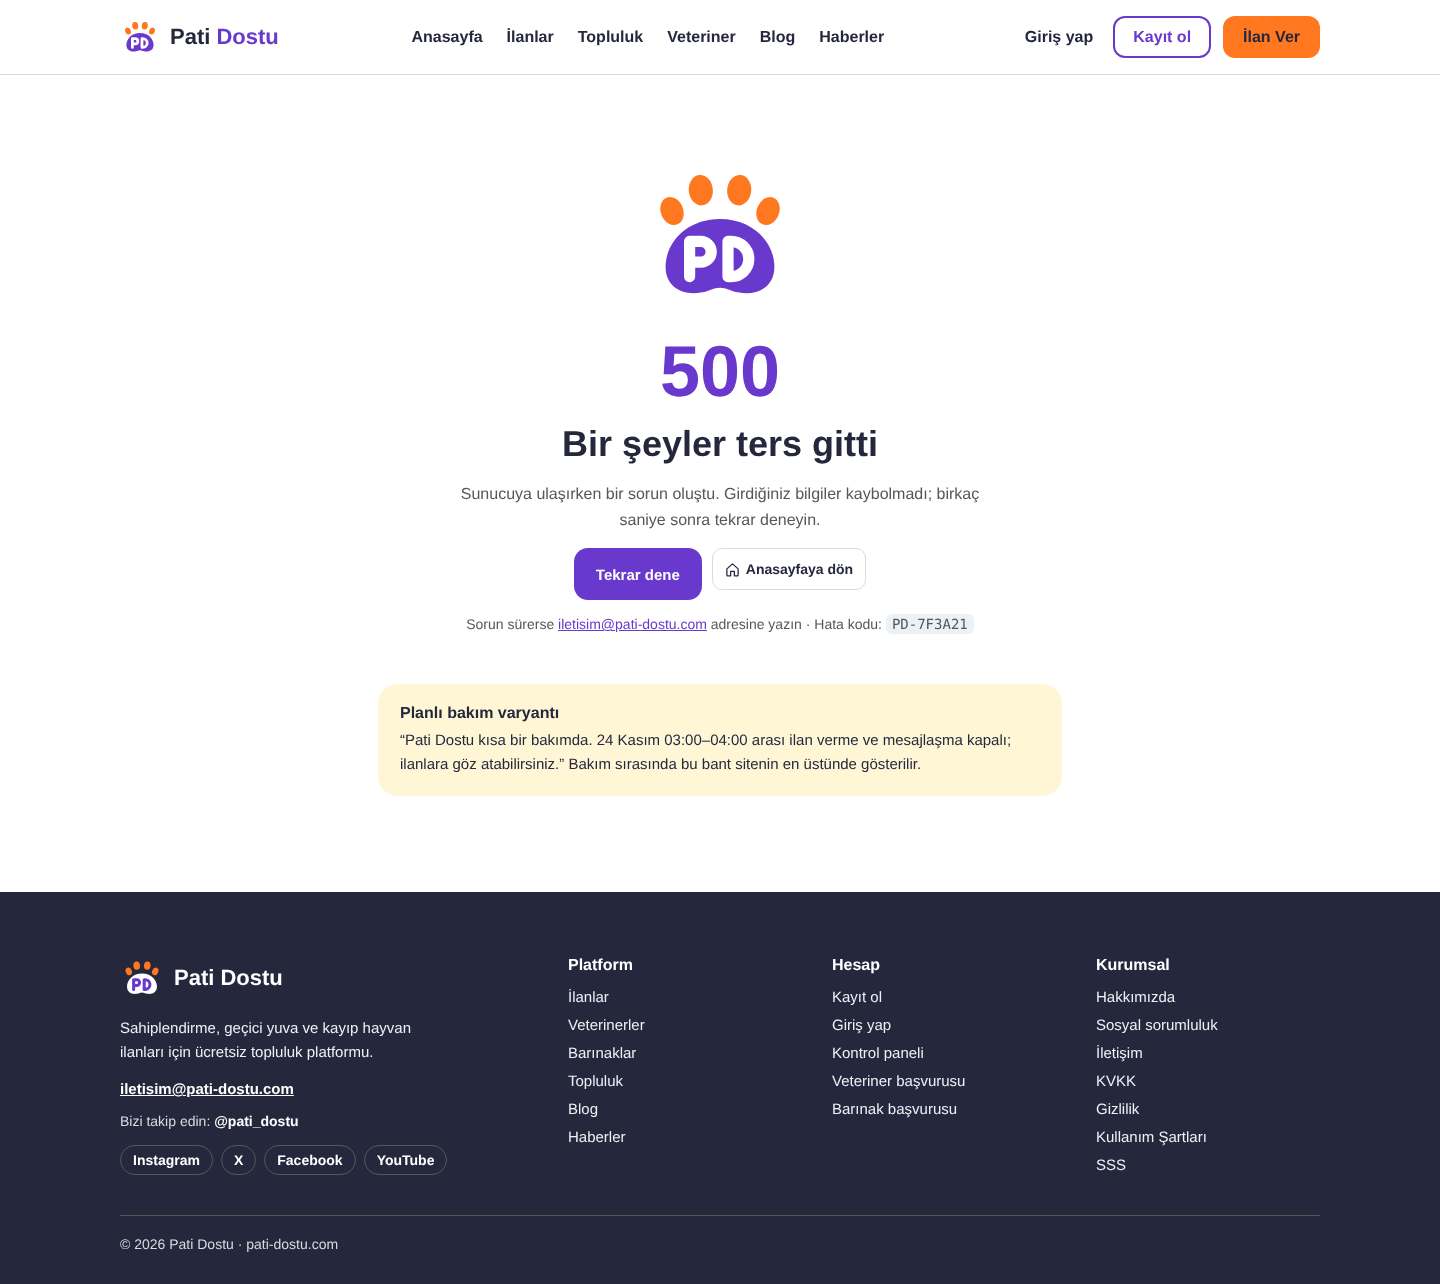 PD Pati Dostu
Anasayfa İlanlar Topluluk Veteriner Blog Haberler
Giriş yap Kayıt ol İlan Ver
PD
500
Bir şeyler ters gitti
Sunucuya ulaşırken bir sorun oluştu. Girdiğiniz bilgiler kaybolmadı; birkaç
saniye sonra tekrar deneyin.
Tekrar dene Anasayfaya dön
Sorun sürerse iletisim@pati-dostu.com adresine yazın · Hata kodu: PD-7F3A21
Planlı bakım varyantı
“Pati Dostu kısa bir bakımda. 24 Kasım 03:00–04:00 arası ilan verme ve mesajlaşma kapalı;
ilanlara göz atabilirsiniz.” Bakım sırasında bu bant sitenin en üstünde gösterilir.
PD Pati Dostu
Sahiplendirme, geçici yuva ve kayıp hayvan
ilanları için ücretsiz topluluk platformu.
iletisim@pati-dostu.com
Bizi takip edin: @pati_dostu
Instagram X Facebook YouTube
Platform
İlanlar
Veterinerler
Barınaklar
Topluluk
Blog
Haberler
Hesap
Kayıt ol
Giriş yap
Kontrol paneli
Veteriner başvurusu
Barınak başvurusu
Kurumsal
Hakkımızda
Sosyal sorumluluk
İletişim
KVKK
Gizlilik
Kullanım Şartları
SSS
© 2026 Pati Dostu · pati-dostu.com